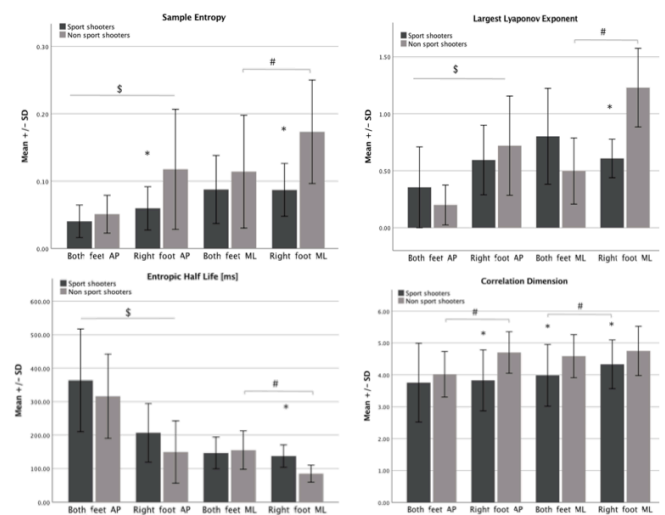 Sample Entropy
Sport shooters
Non sport shooters
Mean +/- SD
0.30
0.20
0.10
0.00
$
*
#
*
Both feet AP
Right foot AP
Both feet ML
Right foot ML
Largest Lyaponov Exponent
Sport shooters
Non sport shooters
Mean +/- SD
1.50
1.00
0.50
0.00
$
#
*
Both feet AP
Right foot AP
Both feet ML
Right foot ML
Entropic Half Life [ms]
Sport shooters
Non sport shooters
Mean +/- SD
600.00
500.00
400.00
300.00
200.00
100.00
00.00
$
#
*
Both feet AP
Right foot AP
Both feet ML
Right foot ML
Correlation Dimension
Sport shooters
Non sport shooters
Mean +/- SD
6.00
5.00
4.00
3.00
2.00
1.00
0.00
#
*
*
#
*
Both feet AP
Right foot AP
Both feet ML
Right foot ML